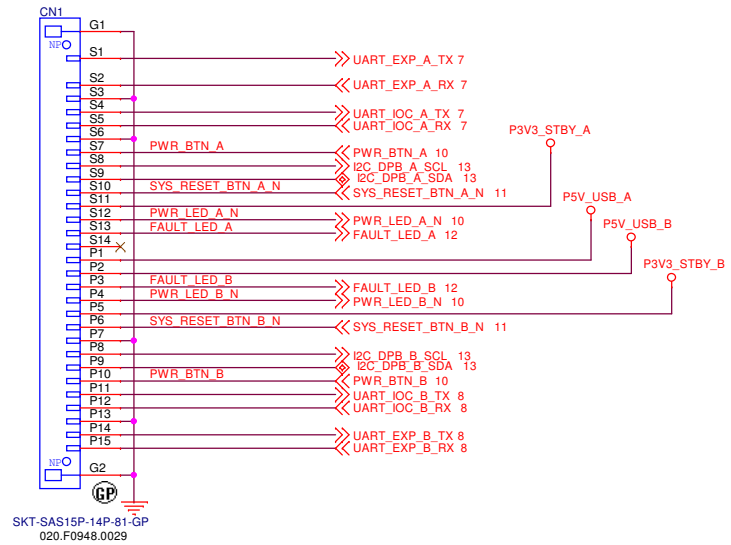 CN1
G1
NP
S1 UART_EXP_A_TX 7
S2 UART_EXP_A_RX 7
S3
S4 UART_IOC_A_TX 7
S5 UART_IOC_A_RX 7
S6 P3V3_STBY_A
S7 PWR_BTN_A PWR_BTN_A 10
S8 I2C_DPB_A_SCL 13
S9 I2C_DPB_A_SDA 13
S10 SYS_RESET_BTN_A_N SYS_RESET_BTN_A_N 11
S11 P5V_USB_A
S12 PWR_LED_A_N PWR_LED_A_N 10 P5V_USB_B
S13 FAULT_LED_A FAULT_LED_A 12
S14
P1 P3V3_STBY_B
P2
P3 FAULT_LED_B FAULT_LED_B 12
P4 PWR_LED_B_N PWR_LED_B_N 10
P5
P6 SYS_RESET_BTN_B_N SYS_RESET_BTN_B_N 11
P7
P8 I2C_DPB_B_SCL 13
P9 I2C_DPB_B_SDA 13
P10 PWR_BTN_B PWR_BTN_B 10
P11 UART_IOC_B_TX 8
P12 UART_IOC_B_RX 8
P13
P14 UART_EXP_B_TX 8
P15 UART_EXP_B_RX 8
NP
G2
GP
SKT-SAS15P-14P-81-GP
020.F0948.0029